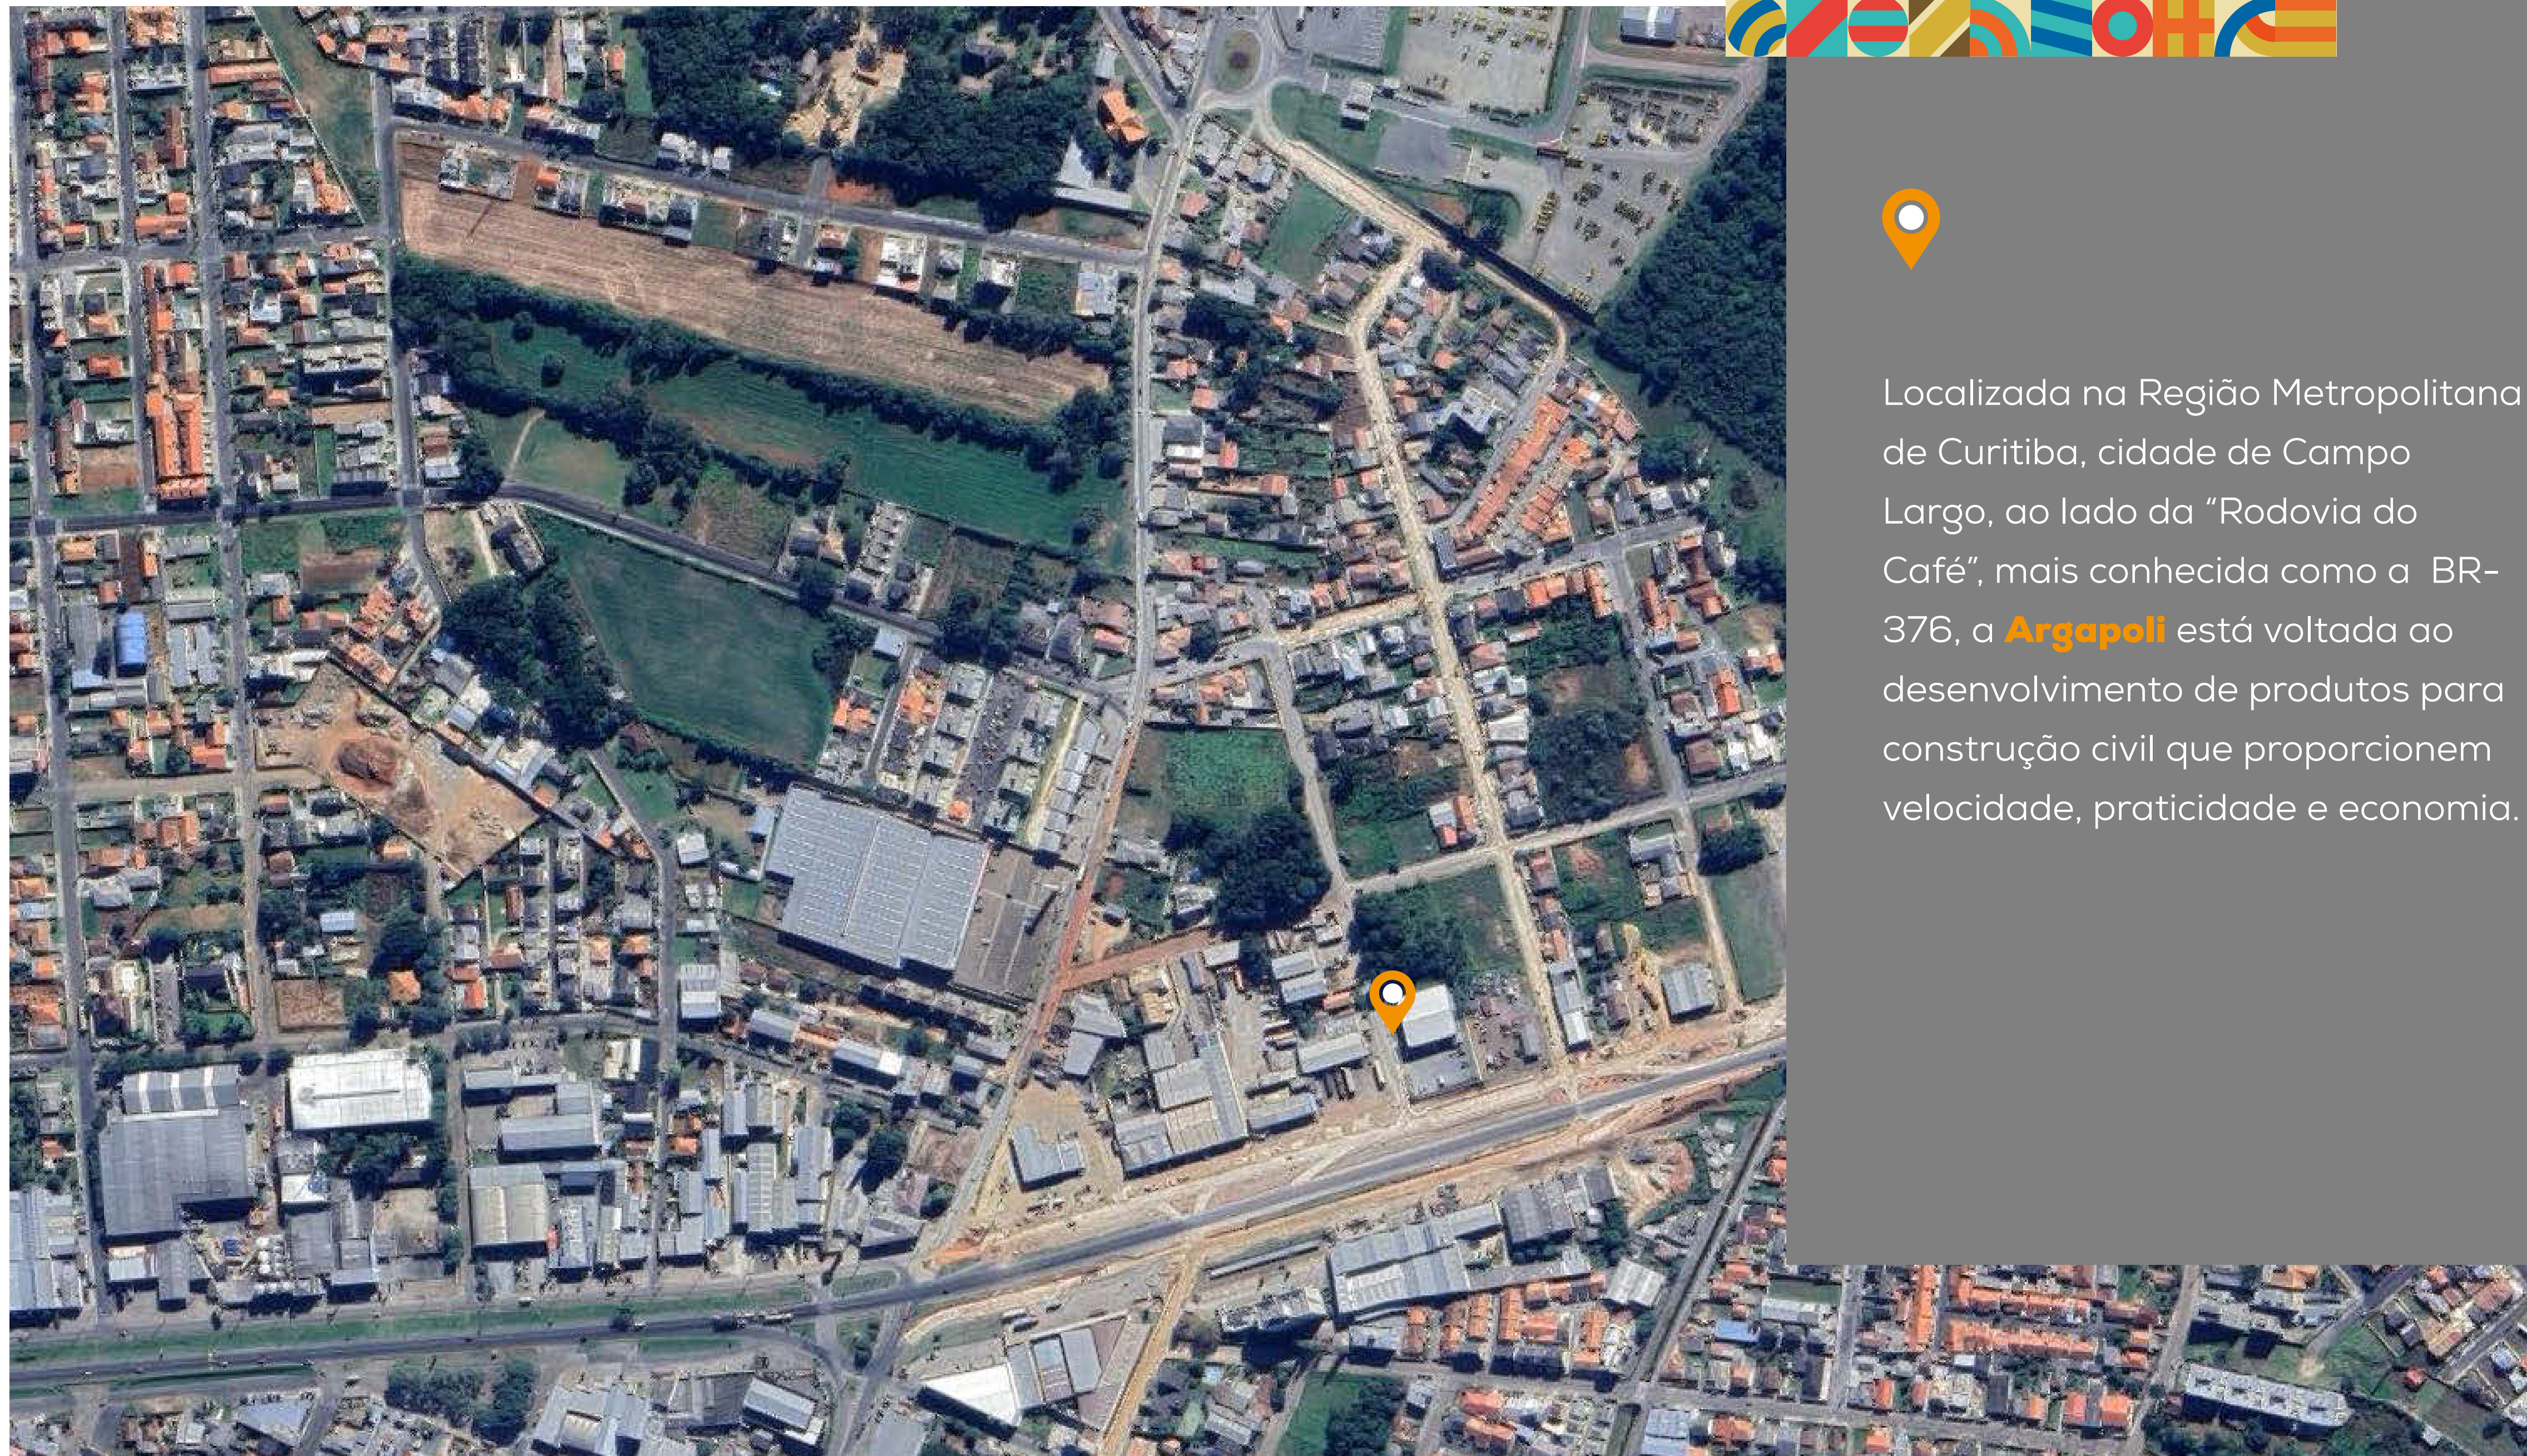 Localizada na Região Metropolitana
de Curitiba, cidade de Campo
Largo, ao lado da “Rodovia do
Café”, mais conhecida como a  BR-
376, a Argapoli está voltada ao
desenvolvimento de produtos para
construção civil que proporcionem
velocidade, praticidade e economia.